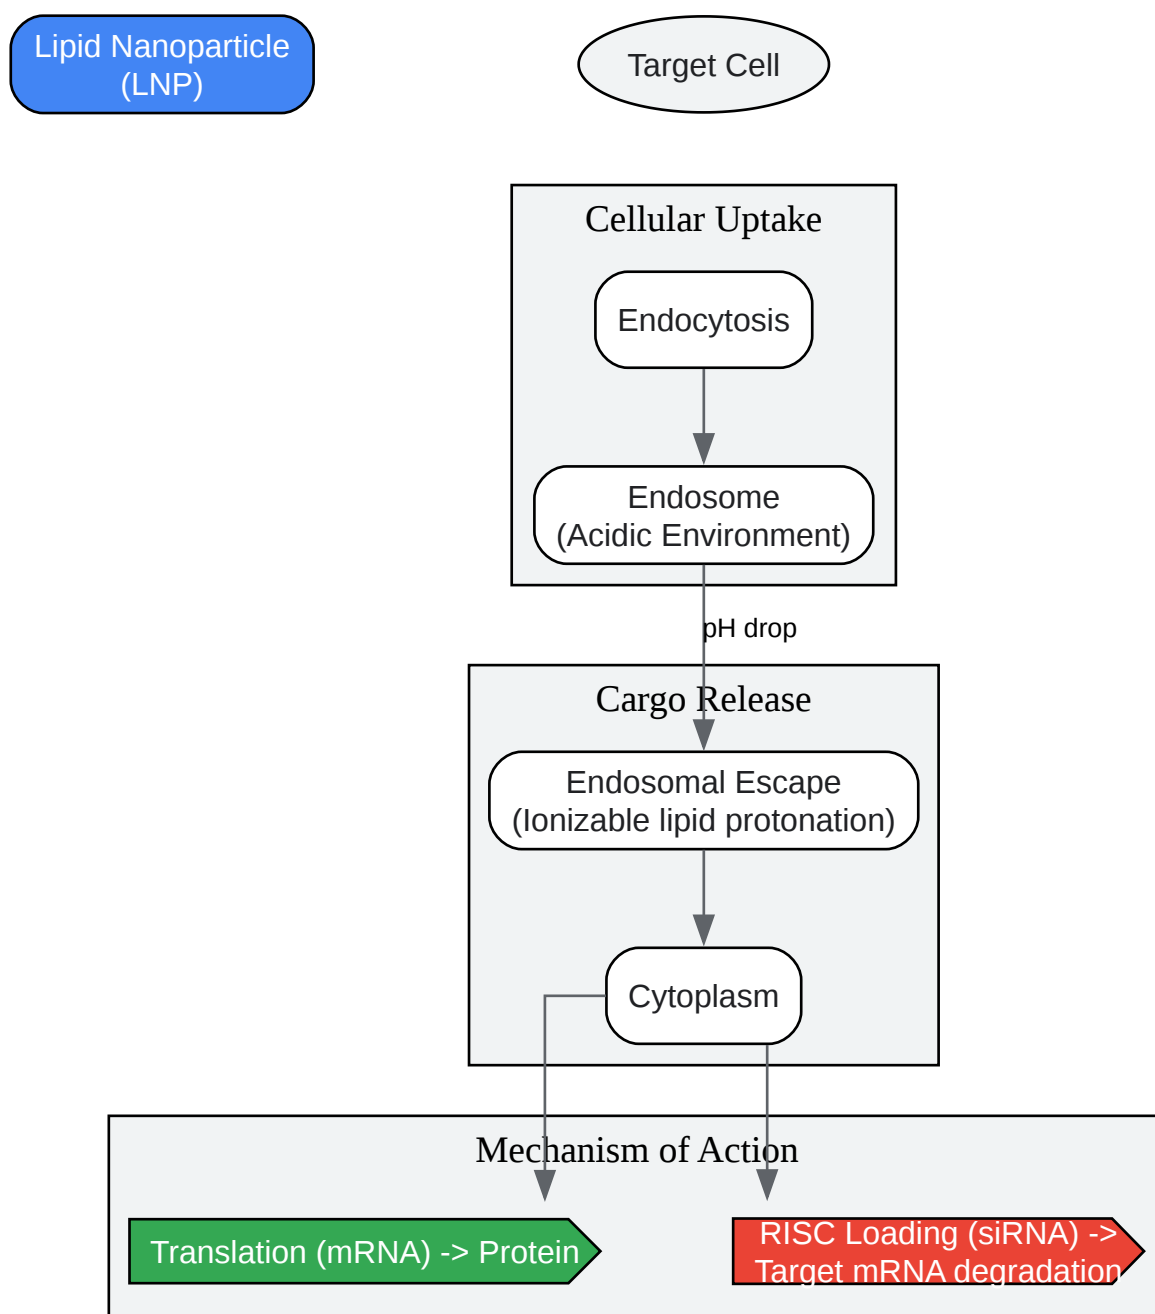 Lipid Nanoparticle
(LNP)
Target Cell
Cellular Uptake
Endocytosis
Endosome
(Acidic Environment)
pH drop
Cargo Release
Endosomal Escape
(Ionizable lipid protonation)
Cytoplasm
Mechanism of Action
Translation (mRNA) -> Protein
RISC Loading (siRNA) ->
Target mRNA degradation